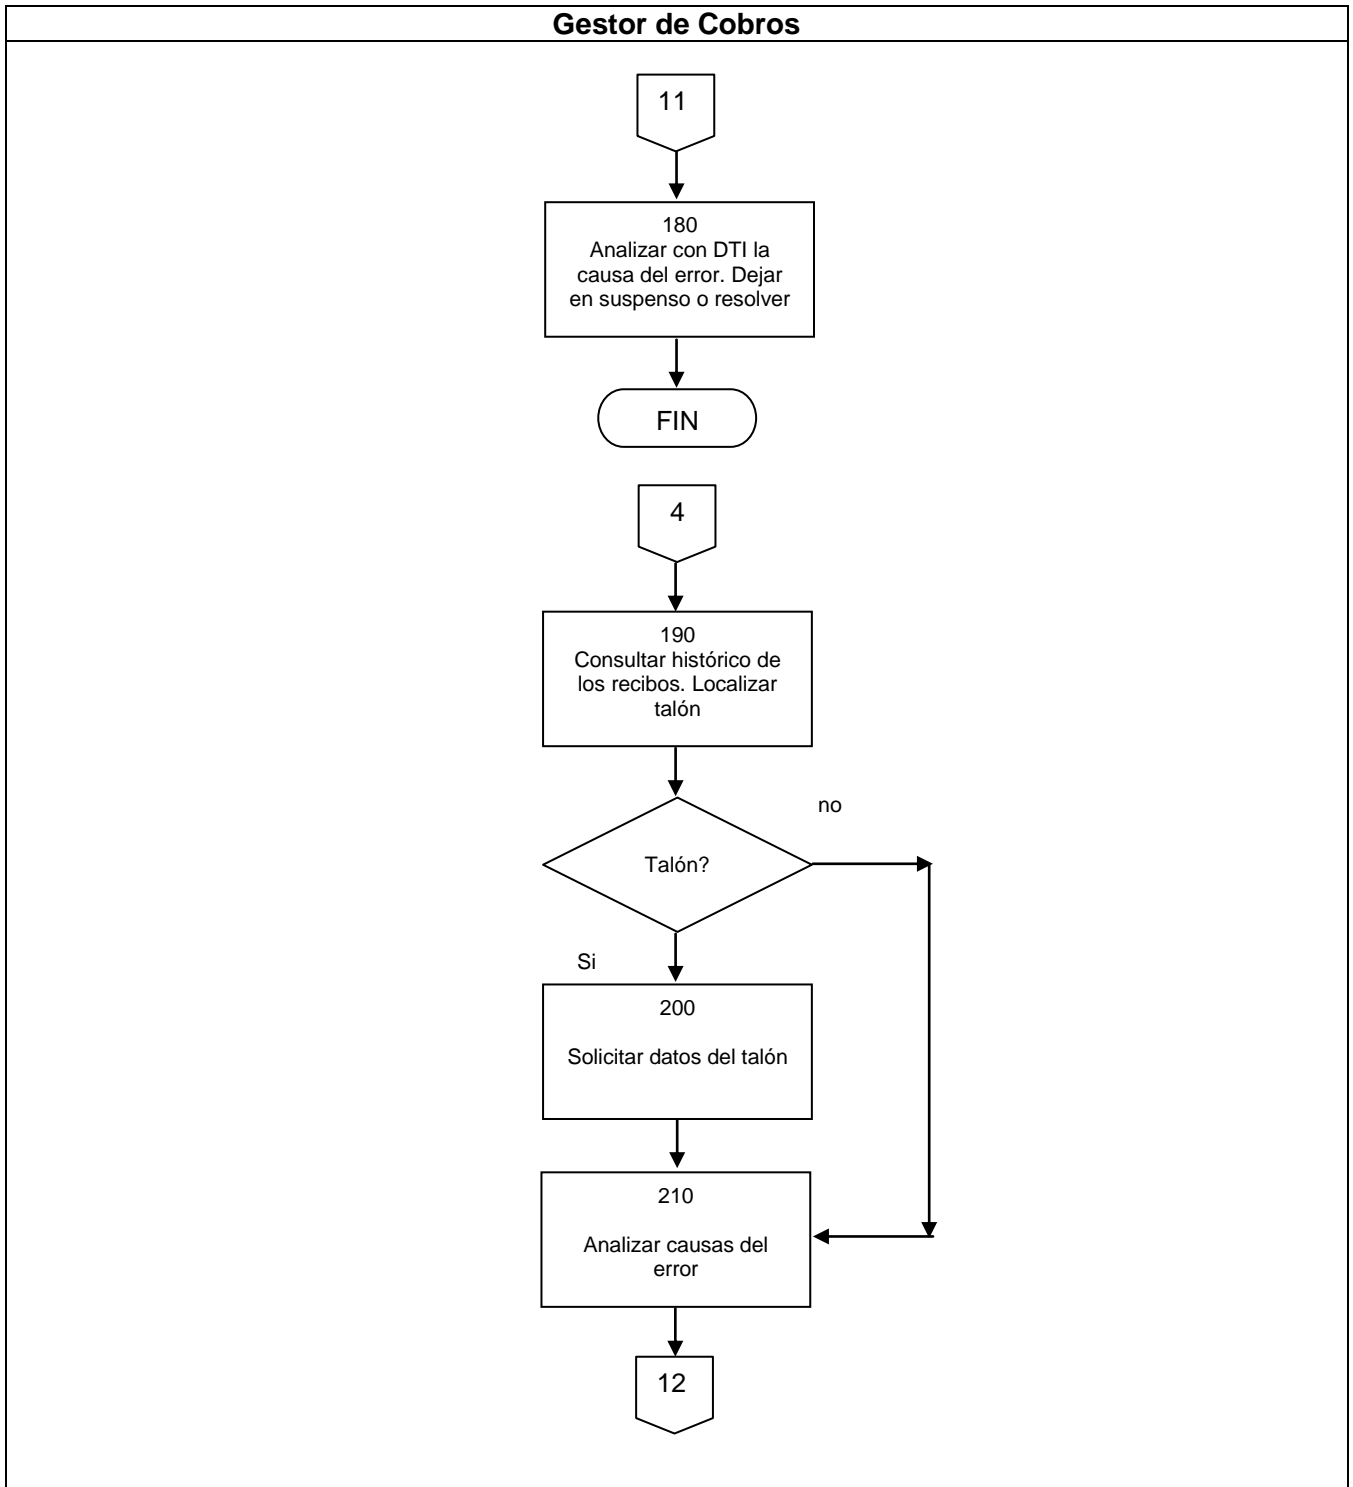 Gestor de Cobros
11
180
Analizar con DTI la
causa del error. Dejar
en suspenso o resolver
FIN
4
190
Consultar histórico de
los recibos. Localizar
talón
no
Talón?
Si
200
Solicitar datos del talón
210
Analizar causas del
error
12